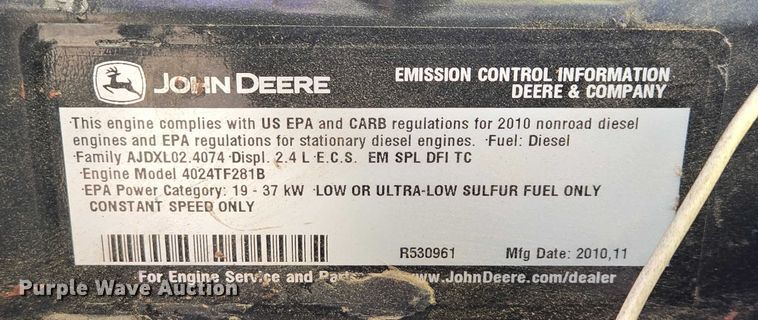 JOHN DEERE
EMISSION CONTROL INFORMATION
DEERE & COMPANY
·This engine complies with US EPA and CARB regulations for 2010 nonroad diesel
engines and EPA regulations for stationary diesel engines. ·Fuel: Diesel
·Family AJDXL02.4074 ·Displ. 2.4 L ·E.C.S. EM SPL DFI TC
·Engine Model 4024TF281B
·EPA Power Category: 19 - 37 kW ·LOW OR ULTRA-LOW SULFUR FUEL ONLY
CONSTANT SPEED ONLY
R530961 Mfg Date: 2010,11
For Engine Service and Parts www.JohnDeere.com/dealer
Purple Wave Auction